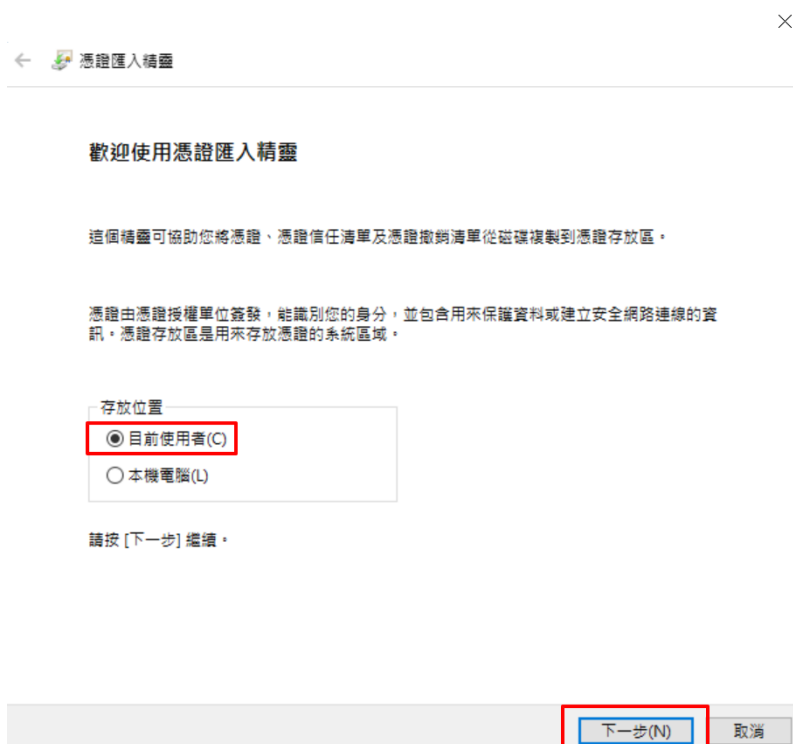 憑證匯入精靈
歡迎使用憑證匯入精靈
這個精靈可協助您將憑證、憑證信任清單及憑證撤銷清單從磁碟複製到憑證存放區。
憑證由憑證授權單位簽發，能識別您的身分，並包含用來保護資料或建立安全網路連線的資
訊。憑證存放區是用來存放憑證的系統區域。
存放位置
目前使用者(C)
本機電腦(L)
請按 [下一步] 繼續。
下一步(N)
取消